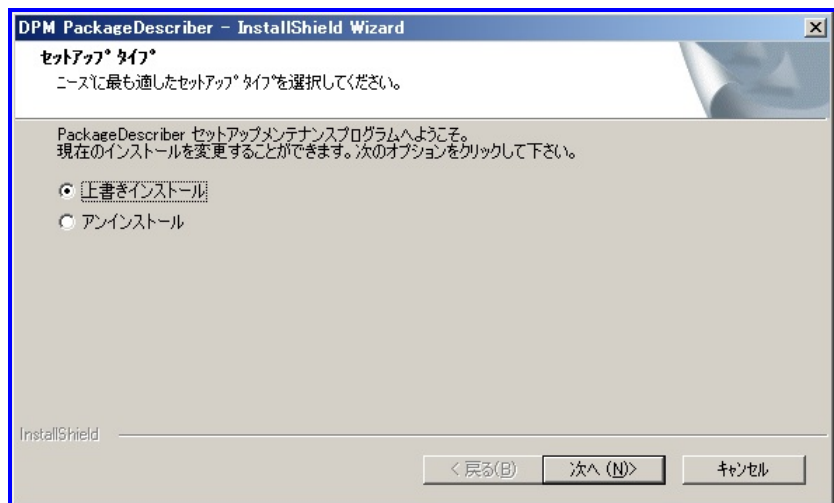 DPM PackageDescriber - InstallShield Wizard
ｾｯﾄｱｯﾌﾟ ﾀｲﾌﾟ
ﾆｰｽﾞに最も適したｾｯﾄｱｯﾌﾟ ﾀｲﾌﾟを選択してください。
PackageDescriber セットアップメンテナンスプログラムへようこそ。
現在のインストールを変更することができます。次のオプションをクリックして下さい。
上書きインストール
アンインストール
InstallShield
< 戻る(B) 次へ (N)> ｷｬﾝｾﾙ